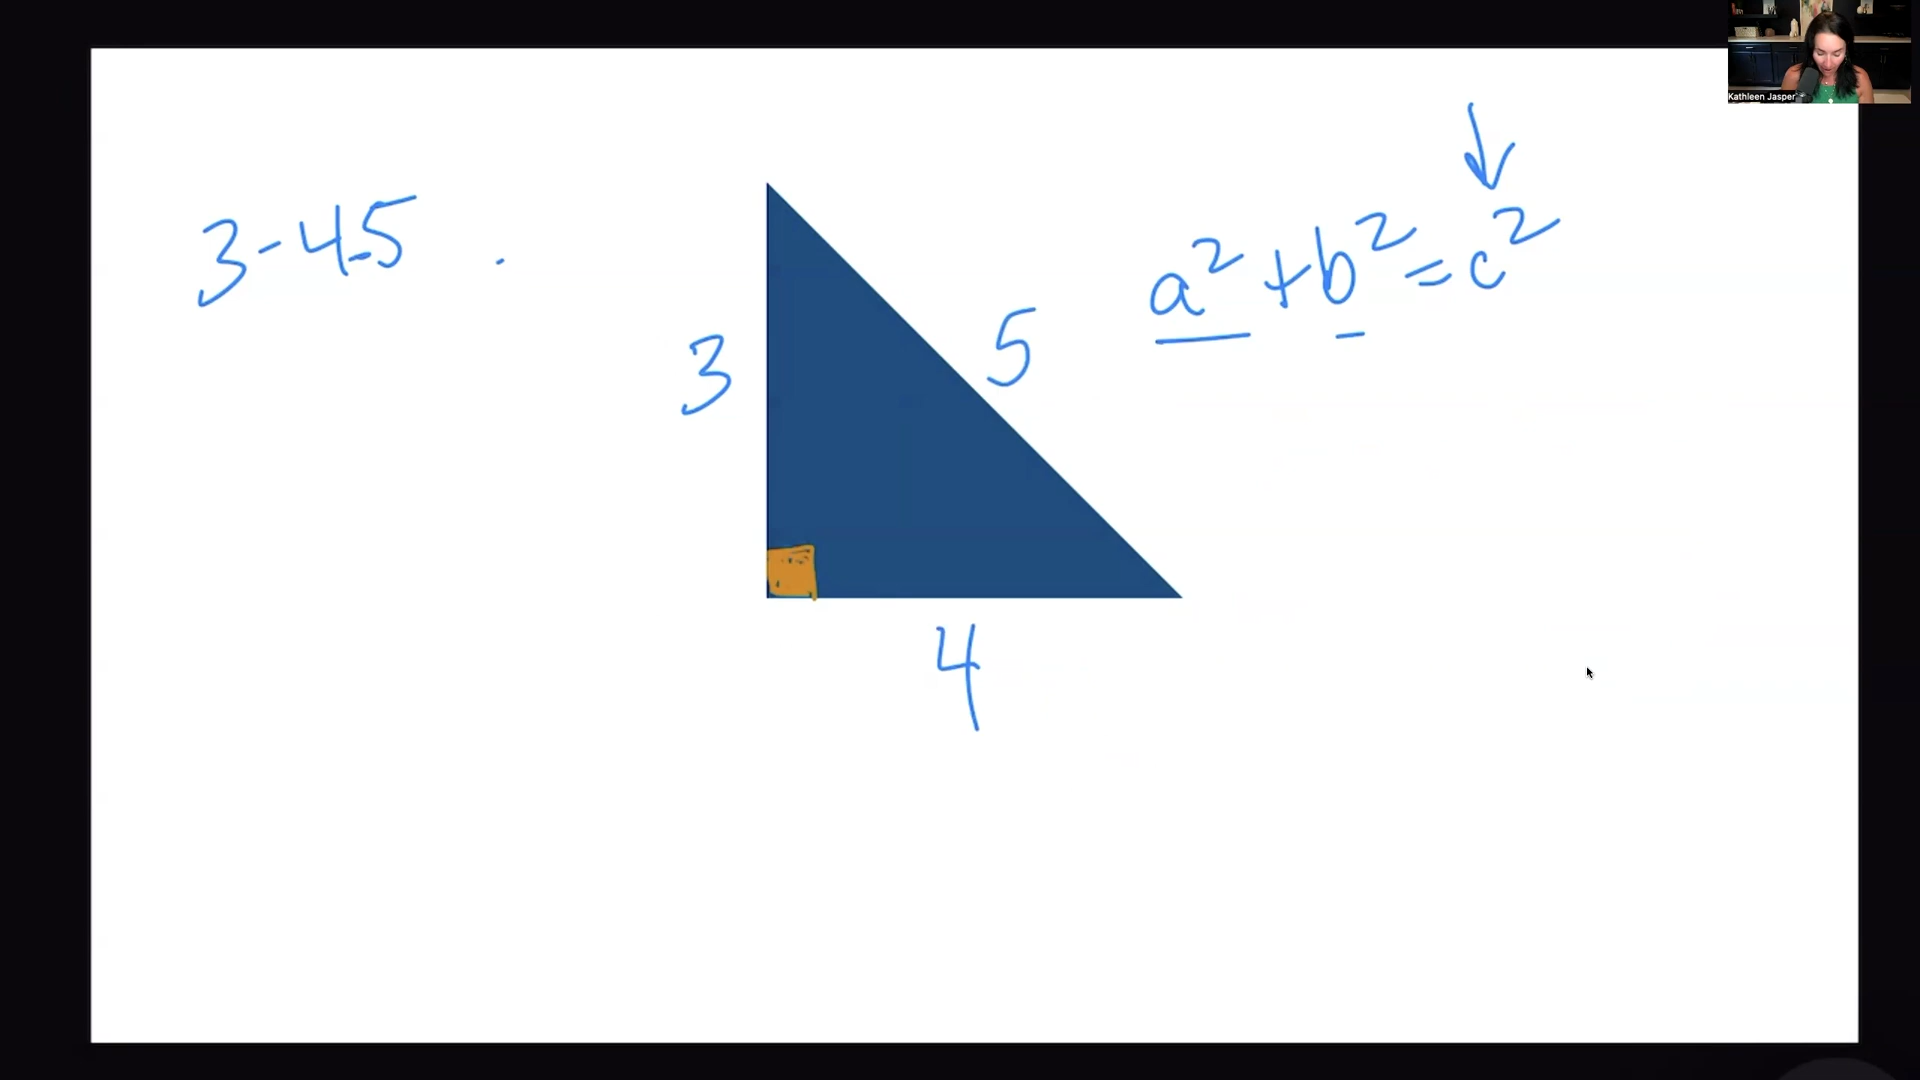 Kathleen Jasper
3-4-5 .
a² + b² = c²
3
5
4